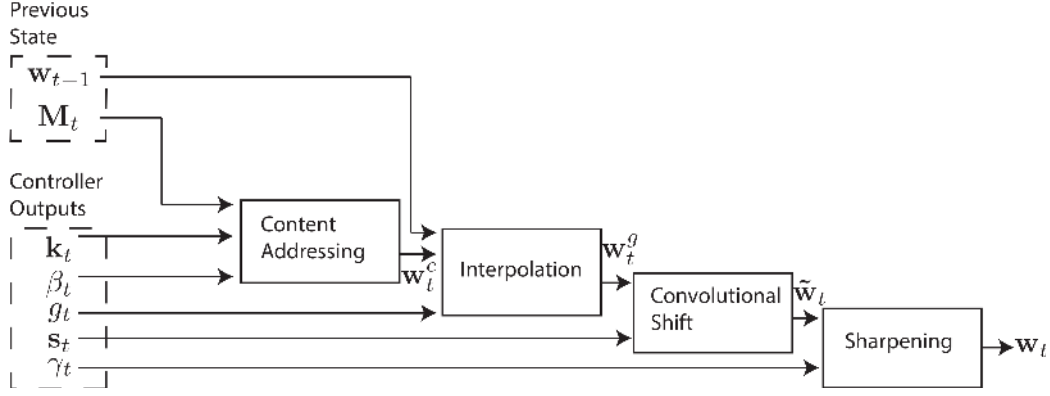 Previous
State
w_{t−1}
M_t
Controller
Outputs
k_t
β_t
g_t
s_t
γ_t
Content
Addressing
w_t^c
Interpolation
w_t^g
Convolutional
Shift
w̃_t
Sharpening
w_t